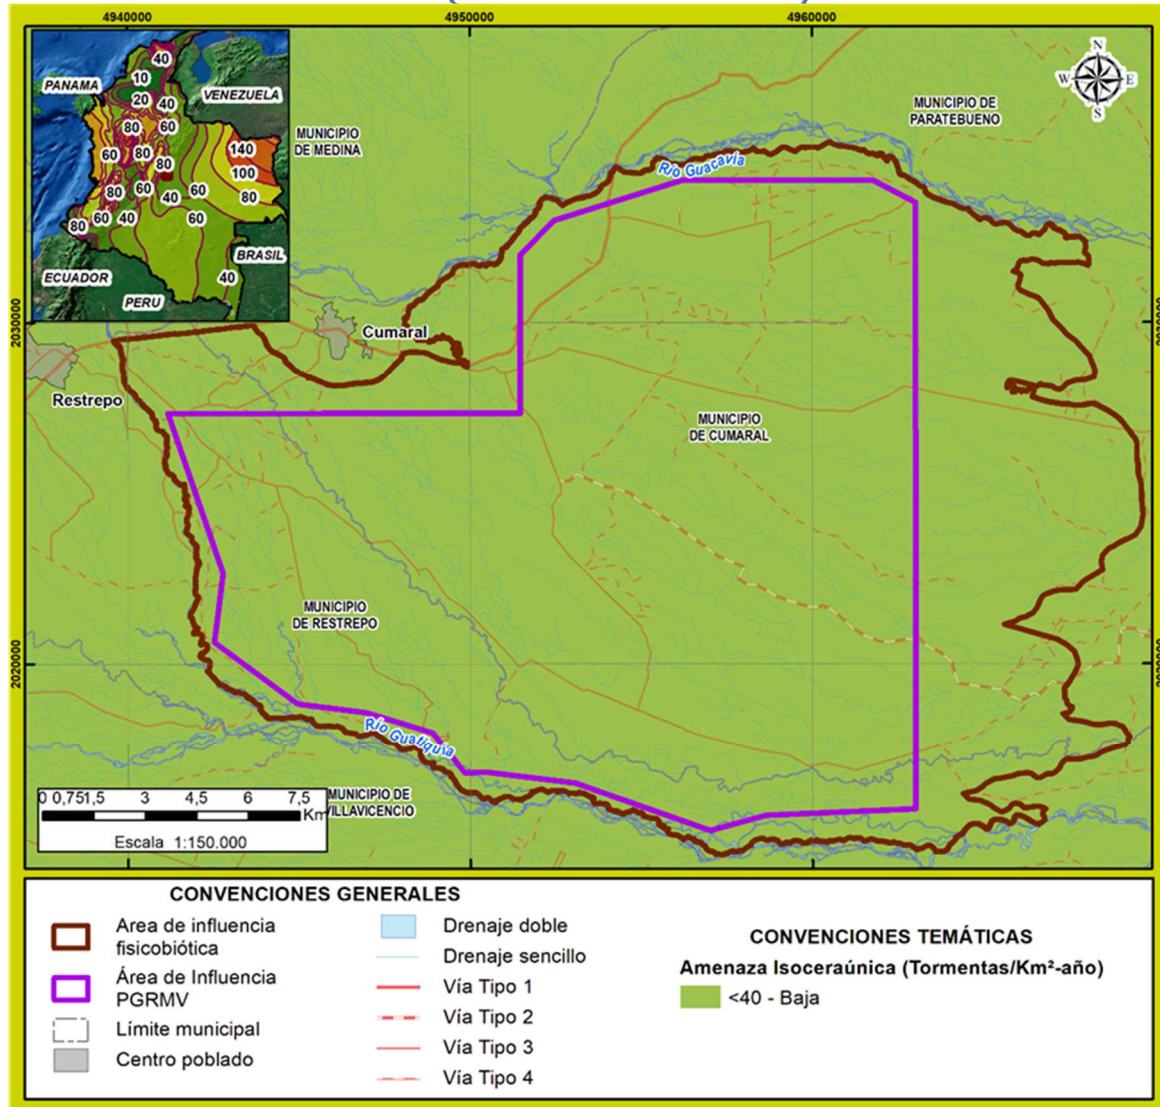 4940000
4950000
4960000
N
W
E
S
40
10
20
40
PANAMA
VENEZUELA
80
60
60
80
80
140
100
80
60
60
40
80
80
60
40
60
BRASIL
ECUADOR
40
PERU
MUNICIPIO
DE MEDINA
MUNICIPIO DE
PARATEBUENO
Río Guacavía
2030000
2030000
Cumaral
Restrepo
MUNICIPIO
DE CUMARAL
MUNICIPIO
DE RESTREPO
2020000
2020000
Río Guatiquía
MUNICIPIO DE
VILLAVICENCIO
0 0,75 1,5 3 4,5 6 7,5
Km
Escala 1:150.000
CONVENCIONES GENERALES
Area de influencia
fisicobiótica
Área de Influencia
PGRMV
Límite municipal
Centro poblado
Drenaje doble
Drenaje sencillo
Vía Tipo 1
Vía Tipo 2
Vía Tipo 3
Vía Tipo 4
CONVENCIONES TEMÁTICAS
Amenaza Isoceraúnica (Tormentas/Km²-año)
<40 - Baja